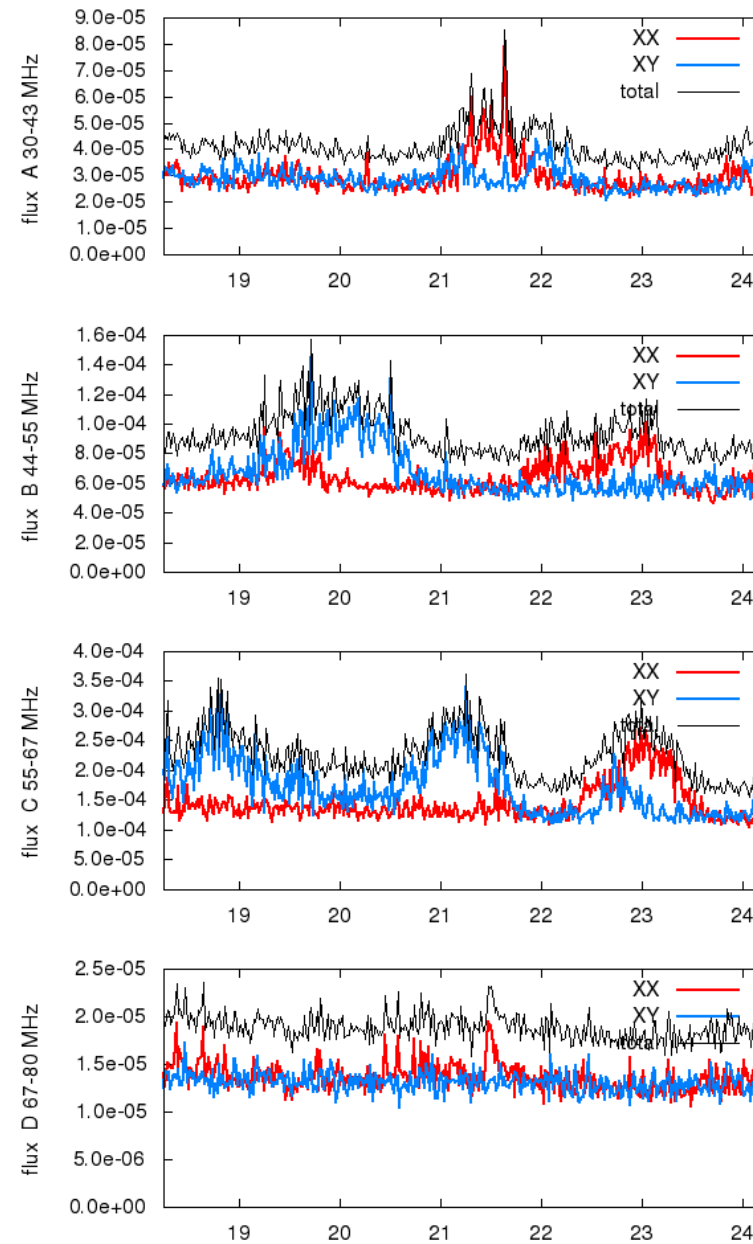 9.0e-05
8.0e-05
7.0e-05
6.0e-05
5.0e-05
4.0e-05
3.0e-05
2.0e-05
1.0e-05
0.0e+00
flux A 30-43 MHz
XX
XY
total
19 20 21 22 23 24
1.6e-04
1.4e-04
1.2e-04
1.0e-04
8.0e-05
6.0e-05
4.0e-05
2.0e-05
0.0e+00
flux B 44-55 MHz
XX
XY
total
19 20 21 22 23 24
4.0e-04
3.5e-04
3.0e-04
2.5e-04
2.0e-04
1.5e-04
1.0e-04
5.0e-05
0.0e+00
flux C 55-67 MHz
XX
XY
total
19 20 21 22 23 24
2.5e-05
2.0e-05
1.5e-05
1.0e-05
5.0e-06
0.0e+00
flux D 67-80 MHz
XX
XY
total
19 20 21 22 23 24